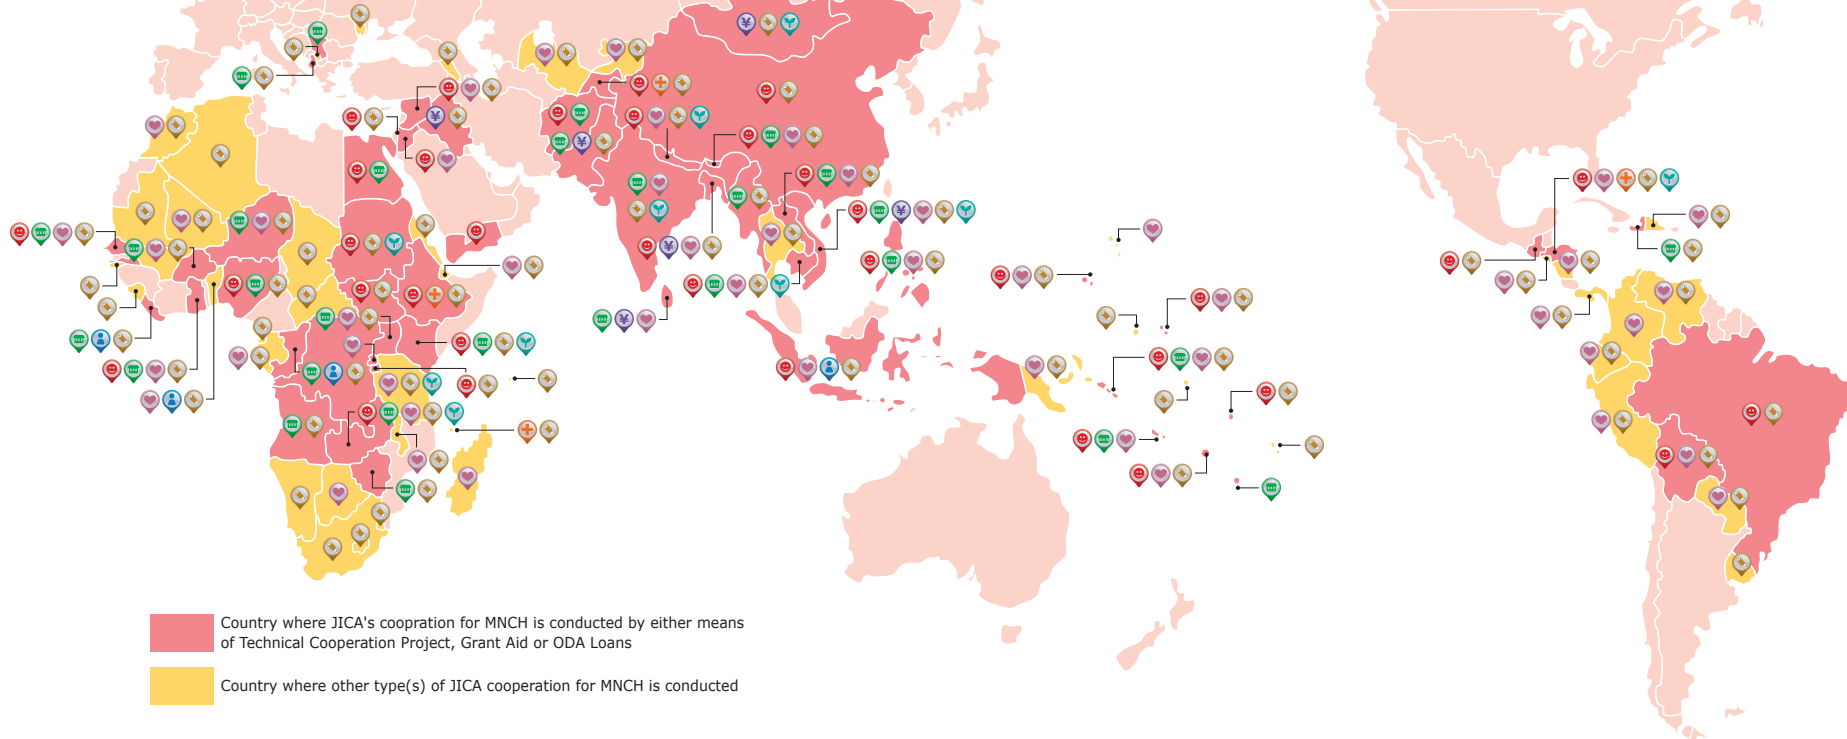 Country where JICA's coopration for MNCH is conducted by either means
of Technical Cooperation Project, Grant Aid or ODA Loans
Country where other type(s) of JICA cooperation for MNCH is conducted